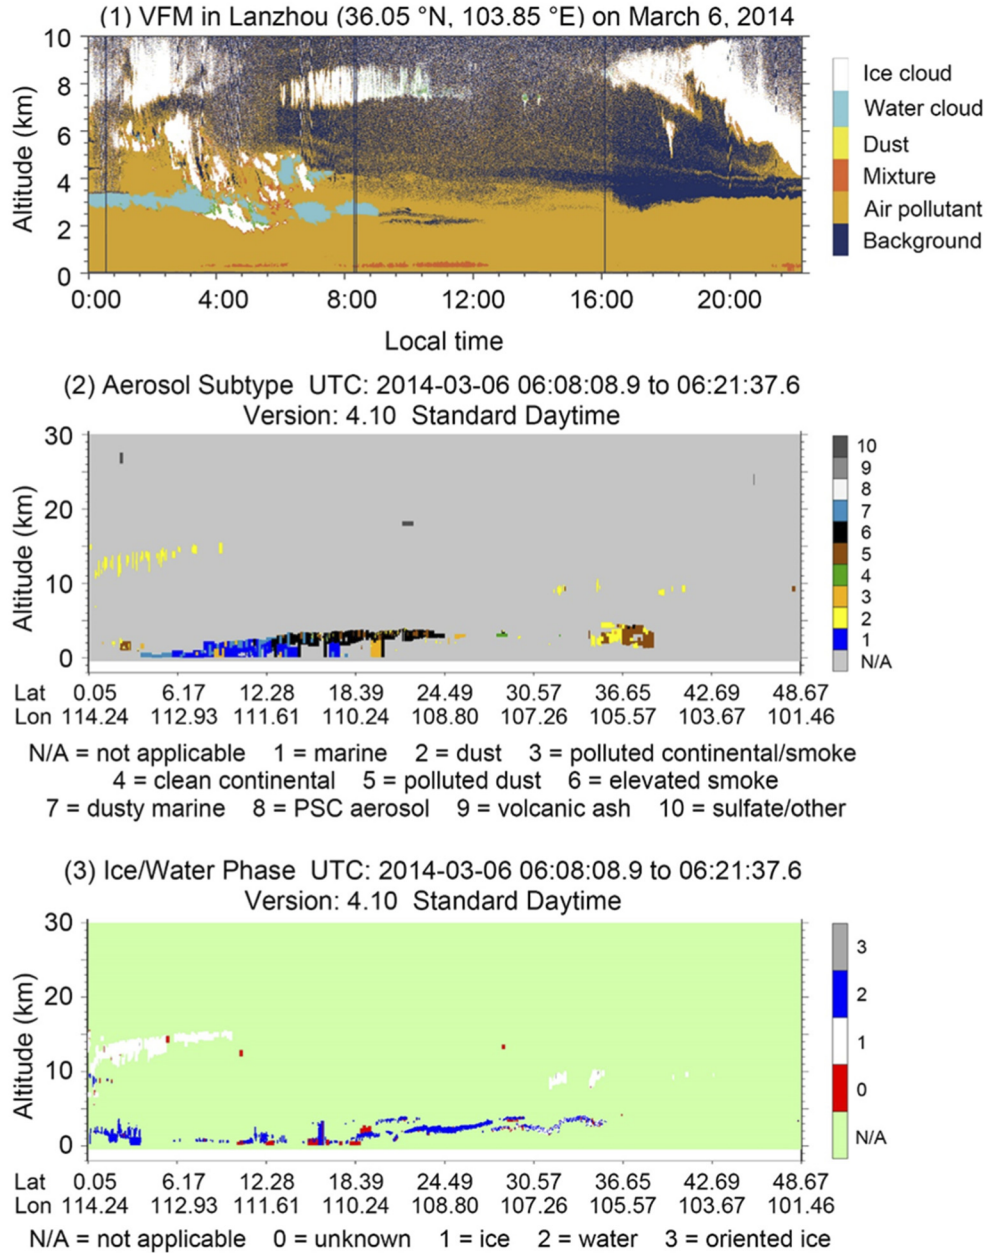 (1) VFM in Lanzhou (36.05 °N, 103.85 °E) on March 6, 2014
10
8
6
4
2
0
Altitude (km)
0:00 4:00 8:00 12:00 16:00 20:00
Local time
Ice cloud
Water cloud
Dust
Mixture
Air pollutant
Background
(2) Aerosol Subtype UTC: 2014-03-06 06:08:08.9 to 06:21:37.6
Version: 4.10 Standard Daytime
30
20
10
0
Altitude (km)
10
9
8
7
6
5
4
3
2
1
N/A
Lat 0.05 6.17 12.28 18.39 24.49 30.57 36.65 42.69 48.67
Lon 114.24 112.93 111.61 110.24 108.80 107.26 105.57 103.67 101.46
N/A = not applicable 1 = marine 2 = dust 3 = polluted continental/smoke
4 = clean continental 5 = polluted dust 6 = elevated smoke
7 = dusty marine 8 = PSC aerosol 9 = volcanic ash 10 = sulfate/other
(3) Ice/Water Phase UTC: 2014-03-06 06:08:08.9 to 06:21:37.6
Version: 4.10 Standard Daytime
30
20
10
0
Altitude (km)
3
2
1
0
N/A
Lat 0.05 6.17 12.28 18.39 24.49 30.57 36.65 42.69 48.67
Lon 114.24 112.93 111.61 110.24 108.80 107.26 105.57 103.67 101.46
N/A = not applicable 0 = unknown 1 = ice 2 = water 3 = oriented ice